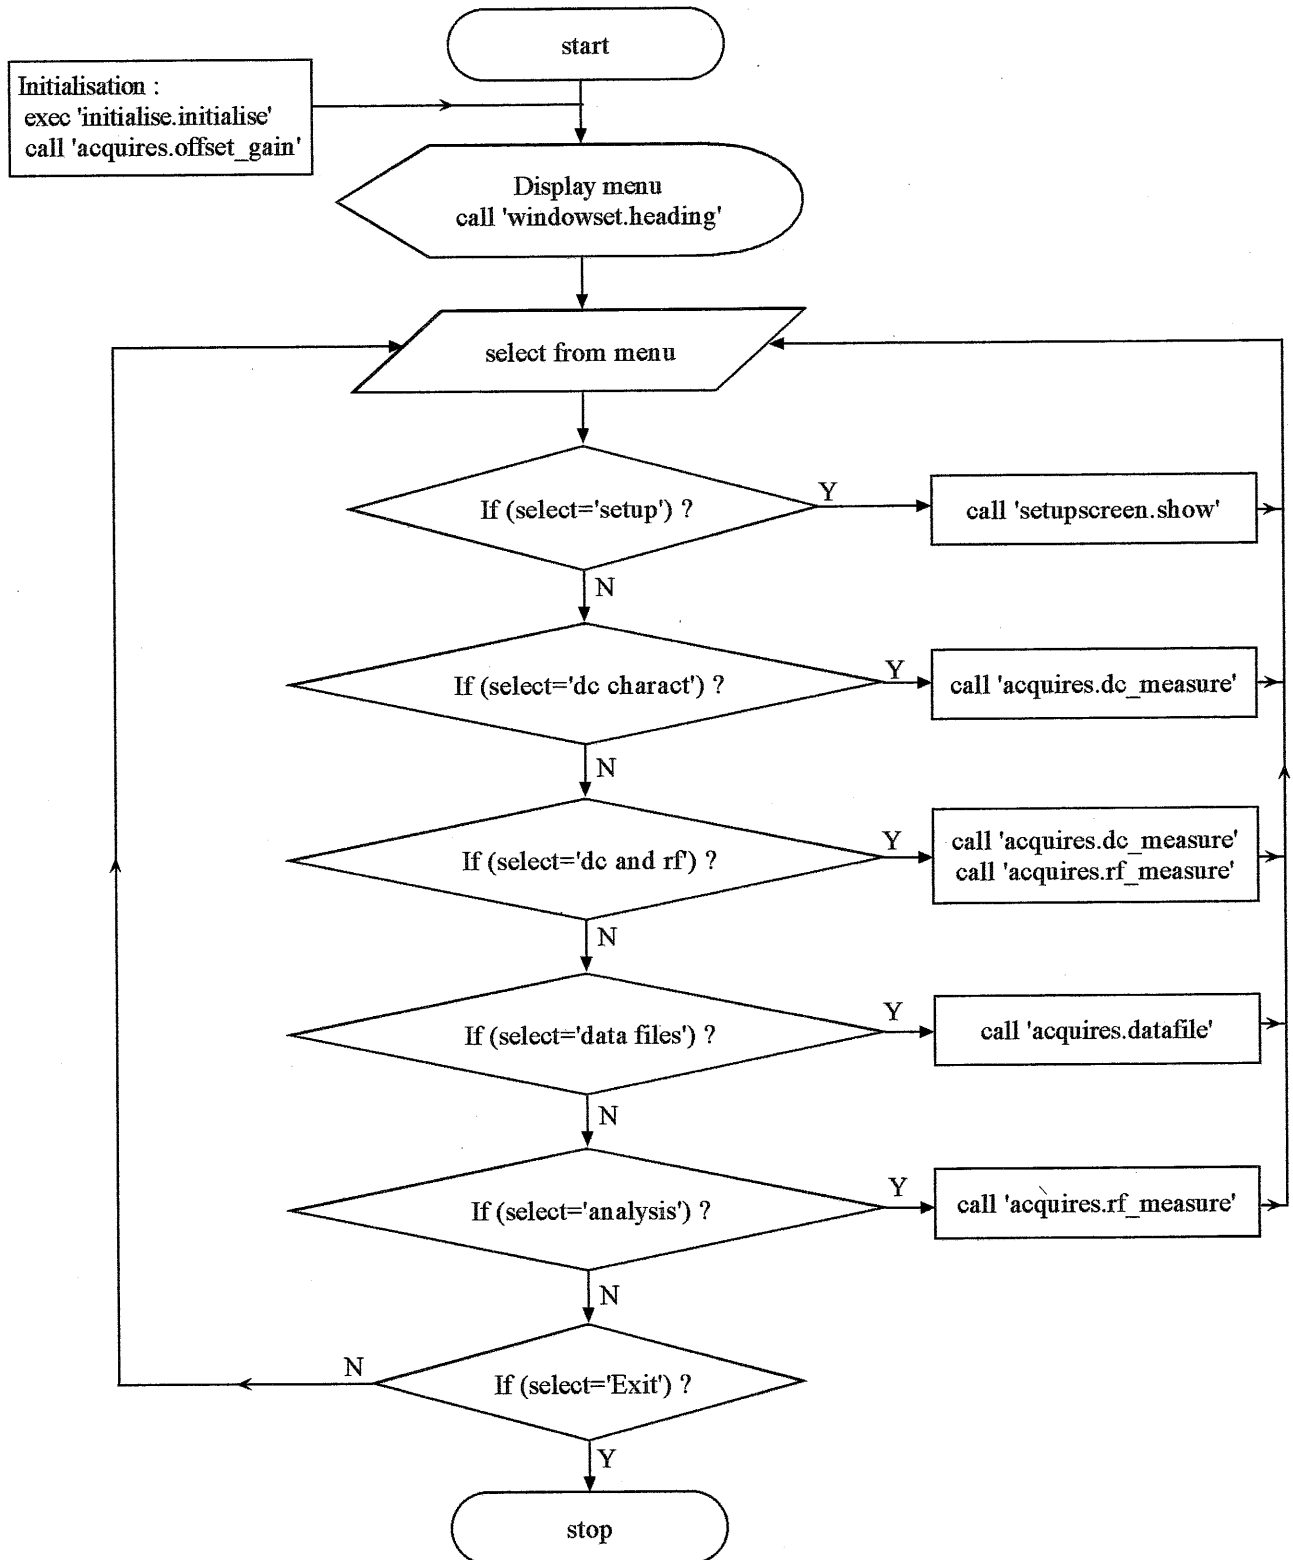 start
Initialisation :
exec 'initialise.initialise'
call 'acquires.offset_gain'
Display menu
call 'windowset.heading'
select from menu
If (select='setup') ?
Y
call 'setupscreen.show'
N
If (select='dc charact') ?
Y
call 'acquires.dc_measure'
N
If (select='dc and rf') ?
Y
call 'acquires.dc_measure'
call 'acquires.rf_measure'
N
If (select='data files') ?
Y
call 'acquires.datafile'
N
If (select='analysis') ?
Y
call 'acquires.rf_measure'
N
If (select='Exit') ?
N
Y
stop